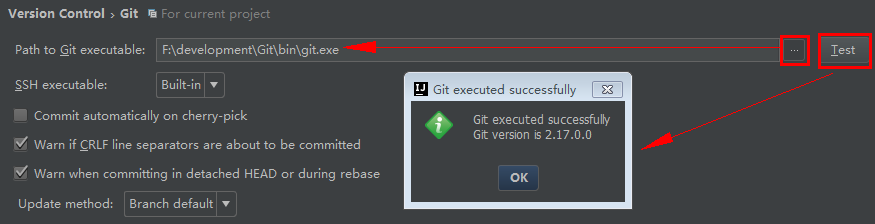 Version Control › Git For current project
Path to Git executable: F:\development\Git\bin\git.exe ... Test
SSH executable: Built-in
IJ Git executed successfully
Commit automatically on cherry-pick
Git executed successfully
Git version is 2.17.0.0
Warn if CRLF line separators are about to be committed
Warn when committing in detached HEAD or during rebase
OK
Update method: Branch default